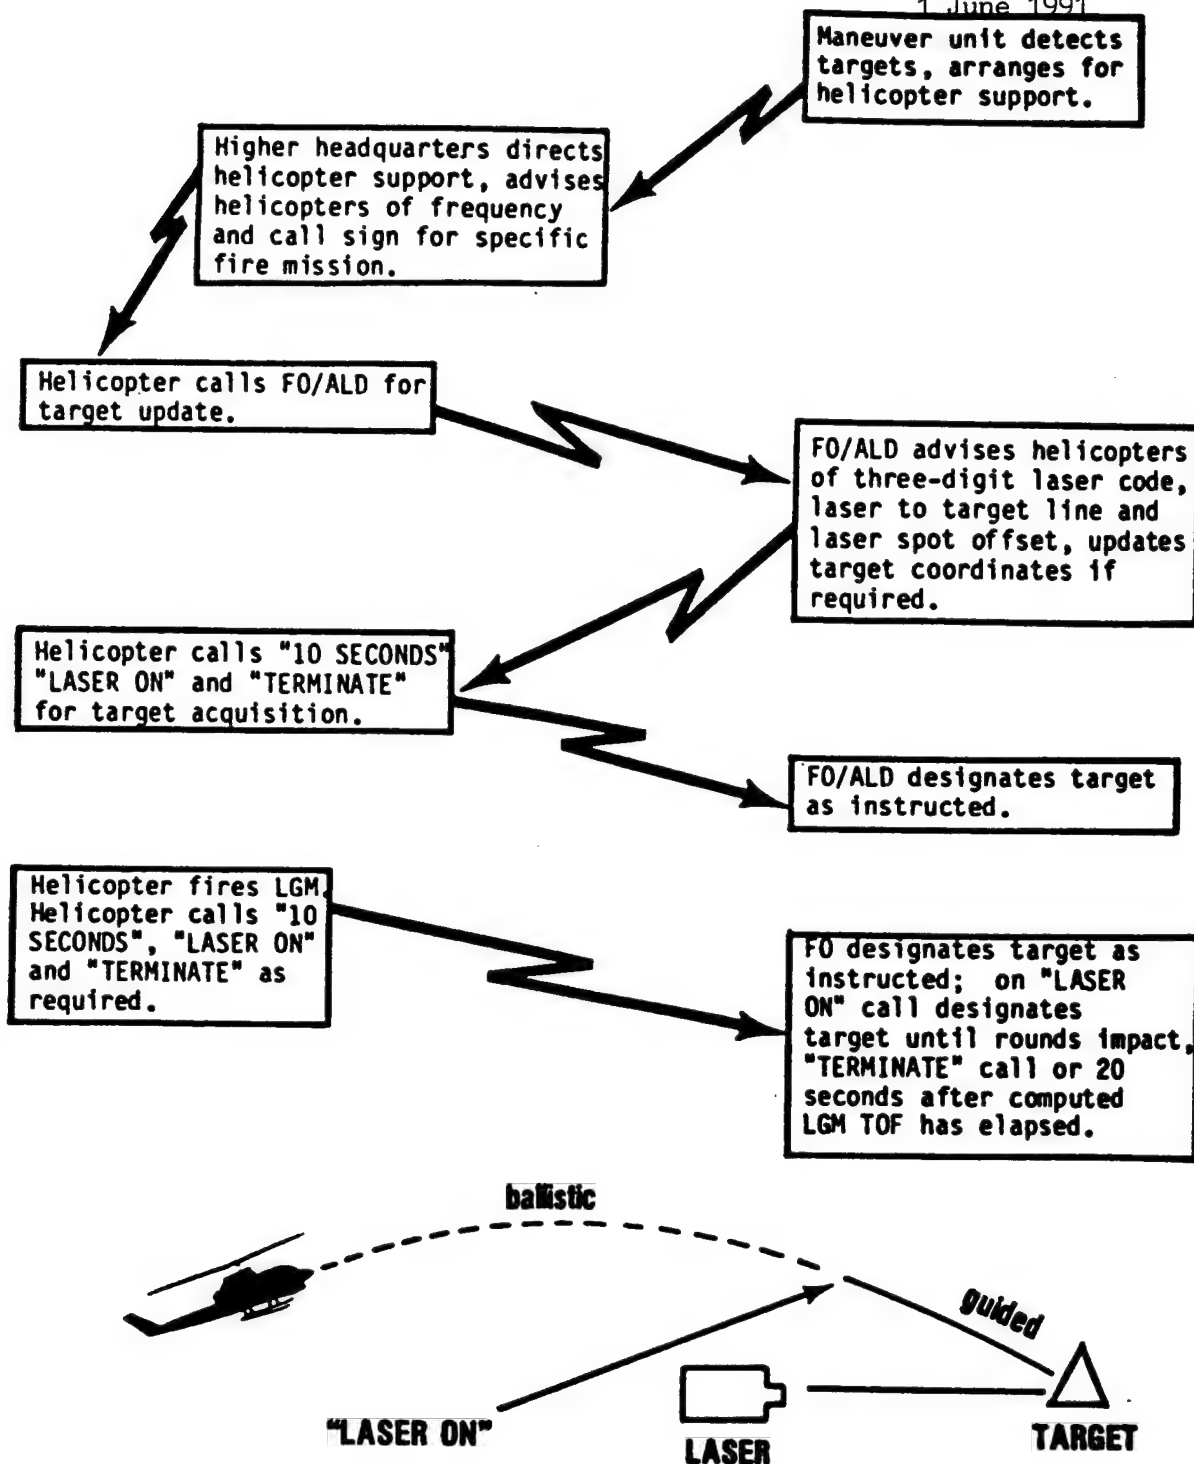 1 June 1991
Maneuver unit detects
targets, arranges for
helicopter support.
Higher headquarters directs
helicopter support, advises
helicopters of frequency
and call sign for specific
fire mission.
Helicopter calls FO/ALD for
target update.
FO/ALD advises helicopters
of three-digit laser code,
laser to target line and
laser spot offset, updates
target coordinates if
required.
Helicopter calls "10 SECONDS"
"LASER ON" and "TERMINATE"
for target acquisition.
FO/ALD designates target
as instructed.
Helicopter fires LGM.
Helicopter calls "10
SECONDS", "LASER ON"
and "TERMINATE" as
required.
FO designates target as
instructed; on "LASER
ON" call designates
target until rounds impact,
"TERMINATE" call or 20
seconds after computed
LGM TOF has elapsed.
ballistic
guided
"LASER ON"
LASER
TARGET